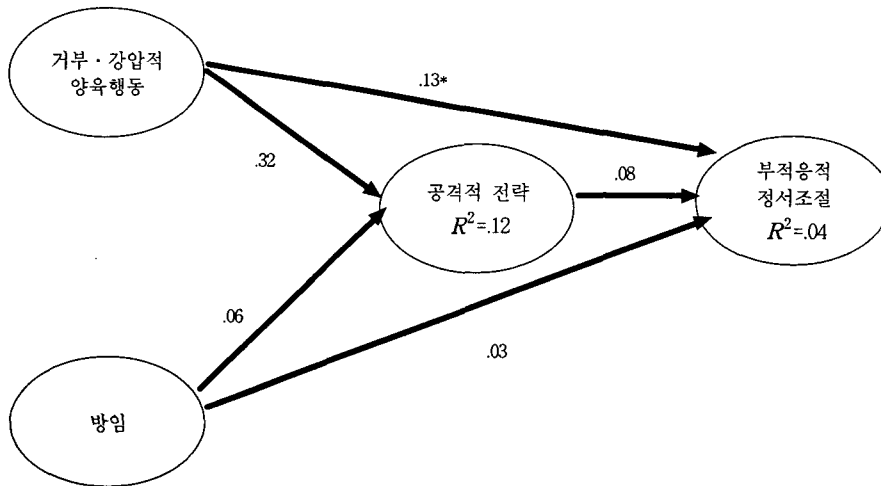 거부·강압적
양육행동
.13*
.32
공격적 전략
R²=.12
.08
부적응적
정서조절
R²=.04
.06
.03
방임